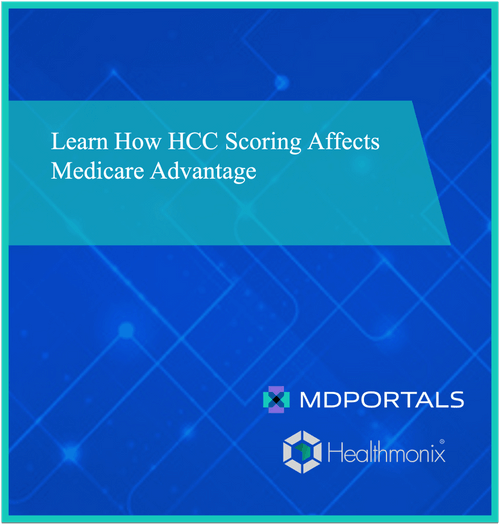 Learn How HCC Scoring Affects
Medicare Advantage
MDPORTALS
Healthmonix®